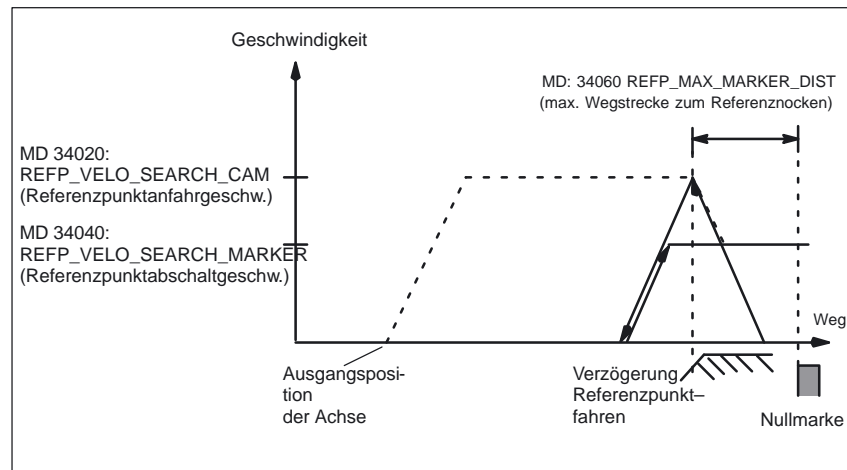 Geschwindigkeit
MD: 34060 REFP_MAX_MARKER_DIST
(max. Wegstrecke zum Referenznocken)
MD 34020:
REFP_VELO_SEARCH_CAM
(Referenzpunktanfahrgeschw.)
MD 34040:
REFP_VELO_SEARCH_MARKER
(Referenzpunktabschaltgeschw.)
Weg
Ausgangsposi-
tion
der Achse
Verzögerung
Referenzpunkt–
fahren
Nullmarke